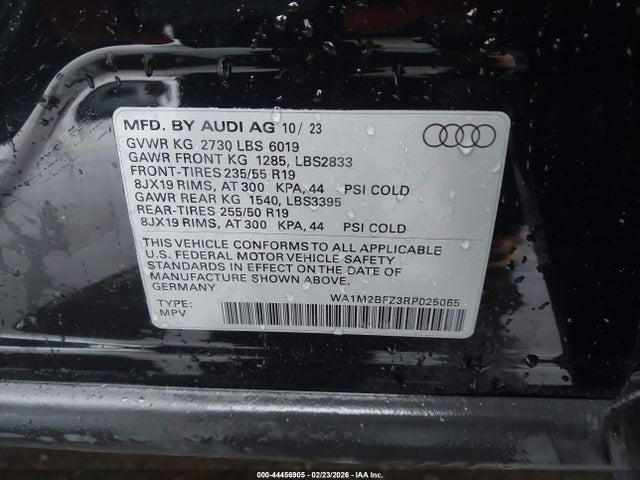 MFD. BY AUDI AG 10/ 23
GVWR KG 2730 LBS 6019
GAWR FRONT KG 1285, LBS2833
FRONT-TIRES 235/55 R19
8JX19 RIMS, AT 300 KPA, 44 PSI COLD
GAWR REAR KG 1540, LBS3395
REAR-TIRES 255/50 R19
8JX19 RIMS, AT 300 KPA, 44 PSI COLD
THIS VEHICLE CONFORMS TO ALL APPLICABLE
U.S. FEDERAL MOTOR VEHICLE SAFETY
STANDARDS IN EFFECT ON THE DATE OF
MANUFACTURE SHOWN ABOVE.
GERMANY
WA1M2BFZ3RP025065
TYPE:
MPV
000-44456905 - 02/23/2026 - IAA Inc.